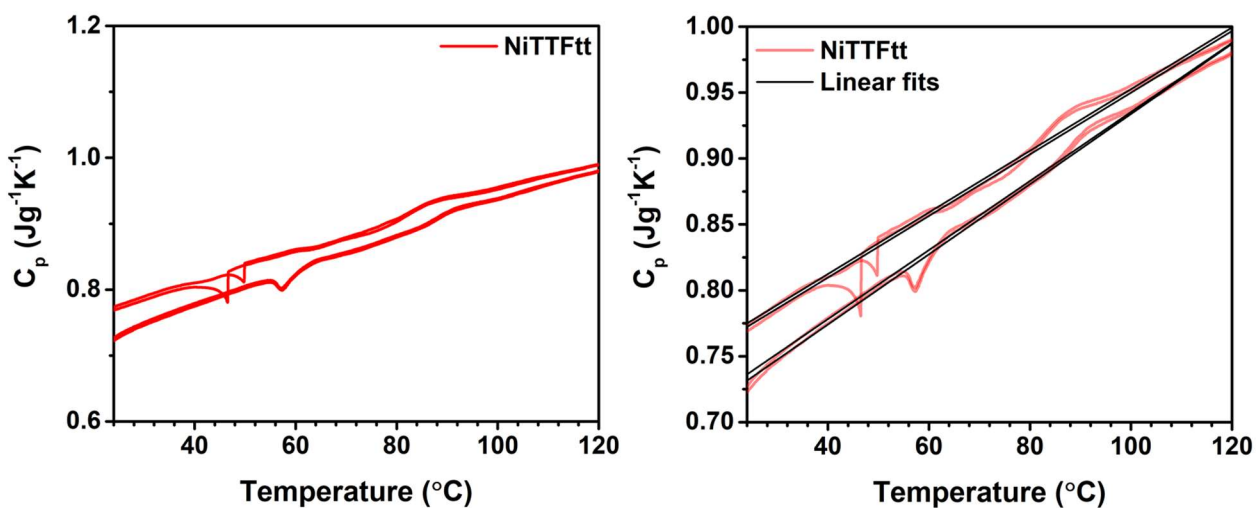 1.2
1.0
0.8
0.6
Cp (Jg-1K-1)
NiTTFtt
40 60 80 100 120
Temperature (°C)
1.00
0.95
0.90
0.85
0.80
0.75
0.70
Cp (Jg-1K-1)
NiTTFtt
Linear fits
40 60 80 100 120
Temperature (°C)